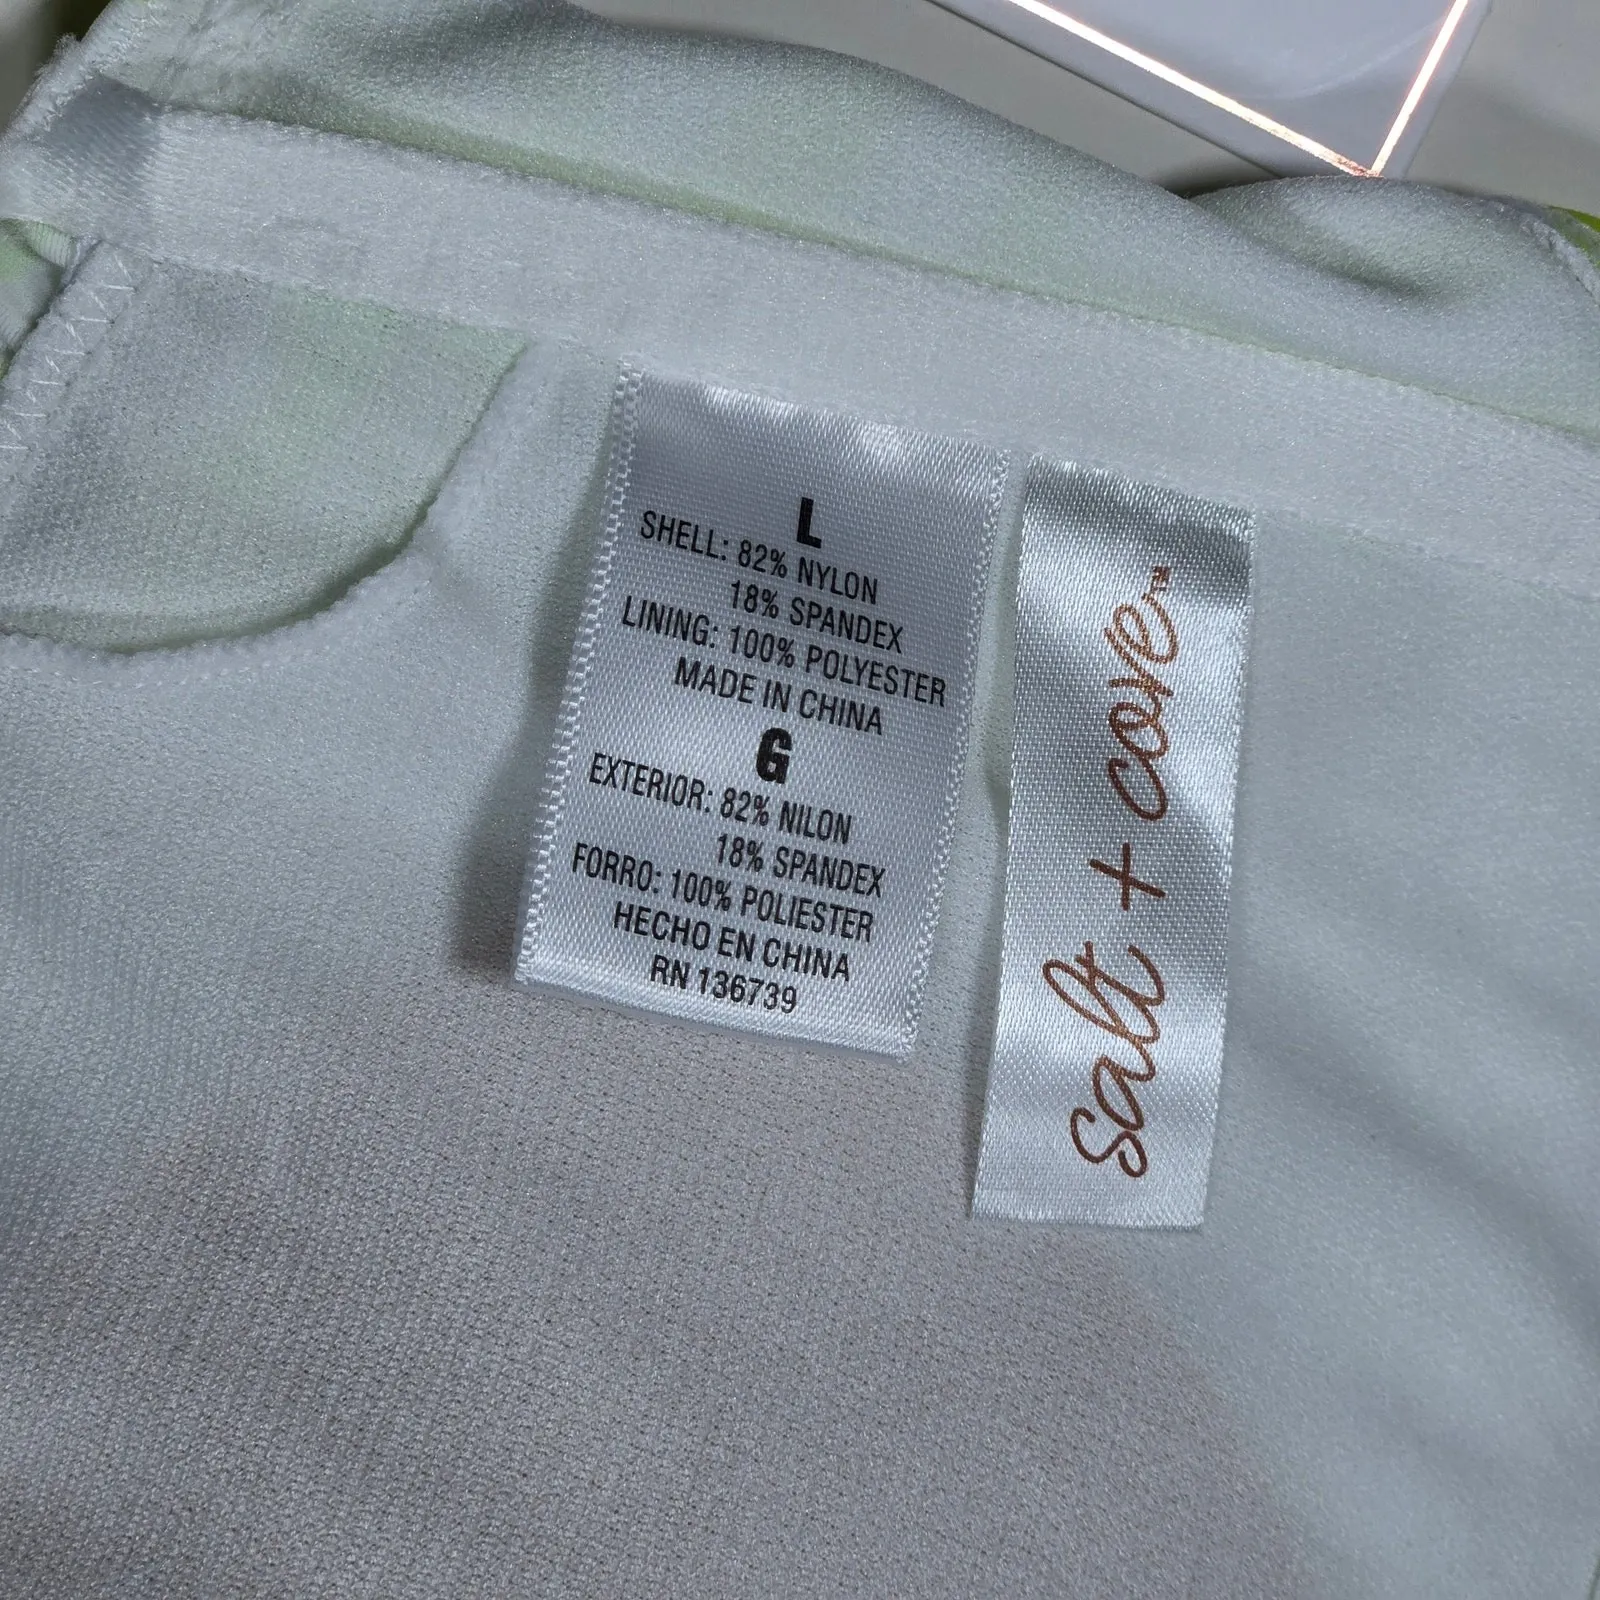 L
SHELL: 82% NYLON
18% SPANDEX
LINING: 100% POLYESTER
MADE IN CHINA
G
EXTERIOR: 82% NILON
18% SPANDEX
FORRO: 100% POLIESTER
HECHO EN CHINA
RN 136739
salt + cove™